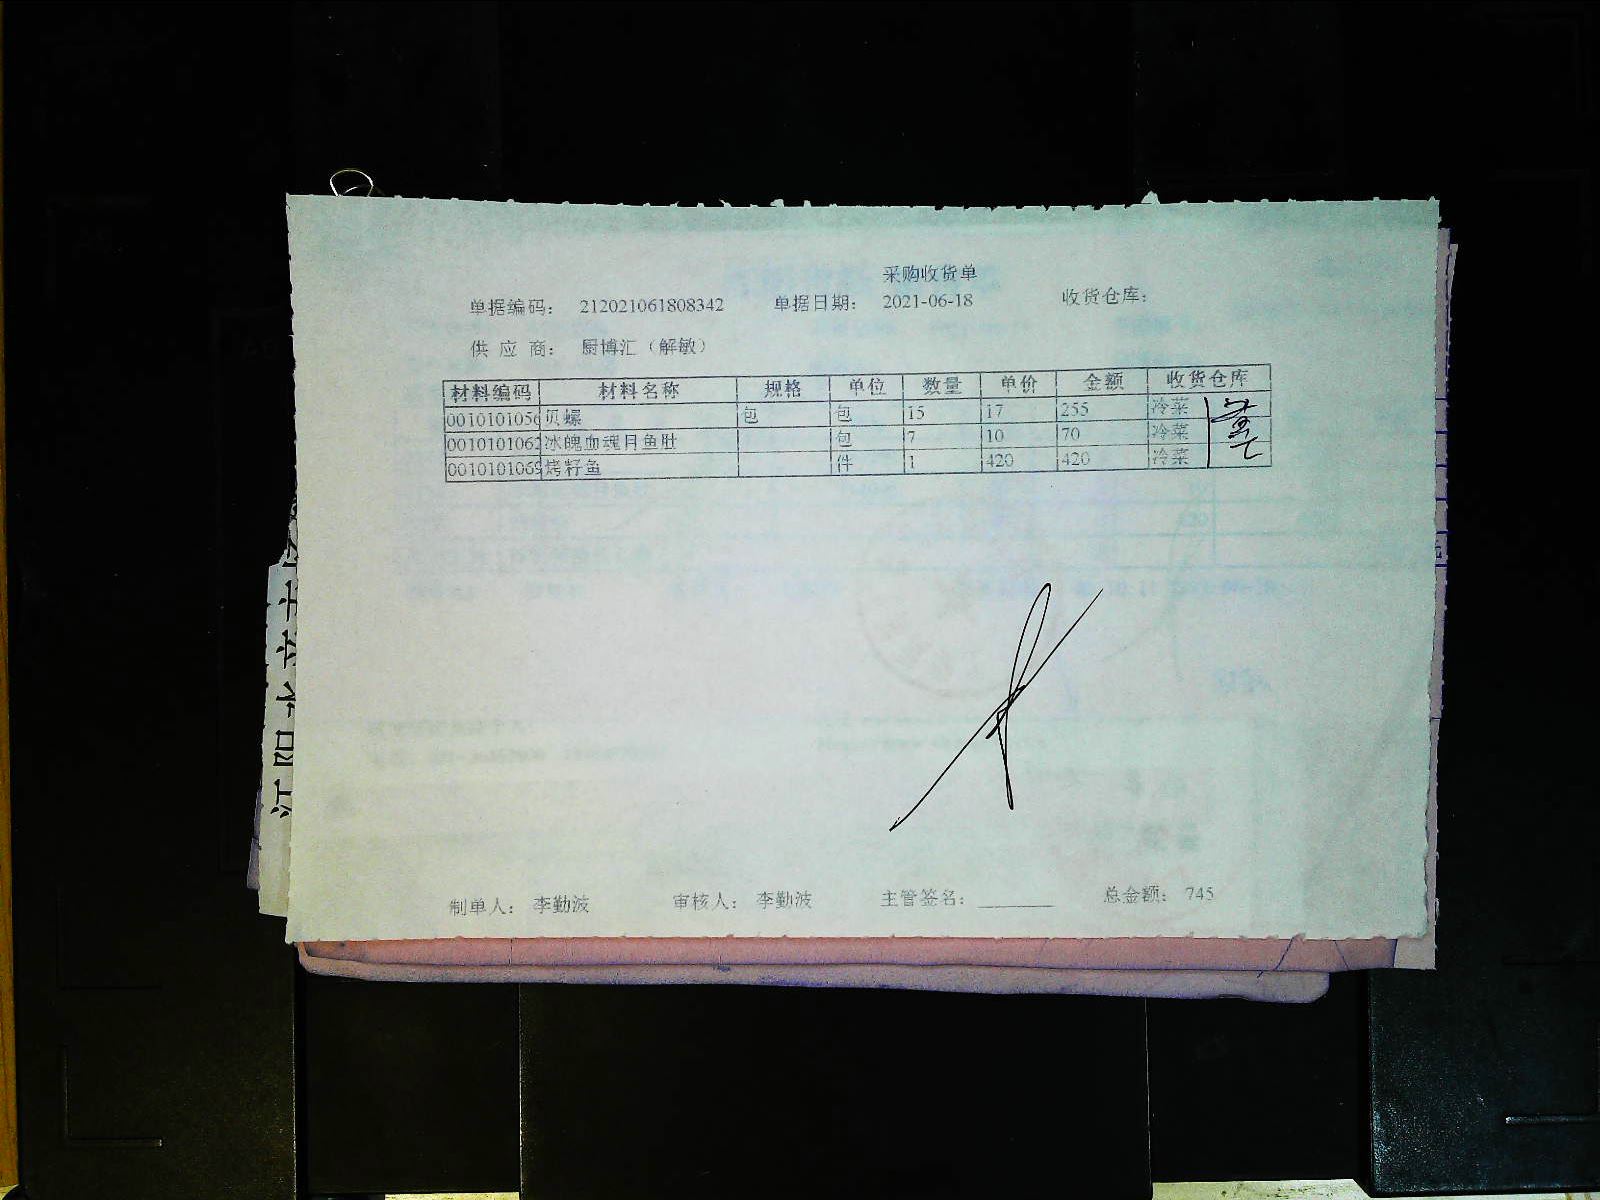 采购收货单
单据编码： 212021061808342 单据日期： 2021-06-18 收货仓库：
供 应 商： 厨博汇（解敏）
材料编码 材料名称 规格 单位 数量 单价 金额 收货仓库
0010101056 贝螺 包 包 15 17 255 冷菜
0010101062 冰魄血魂目鱼肚 包 7 10 70 冷菜
0010101069 烤籽鱼 件 1 420 420 冷菜
制单人： 李勤波 审核人： 李勤波 主管签名： 总金额： 745